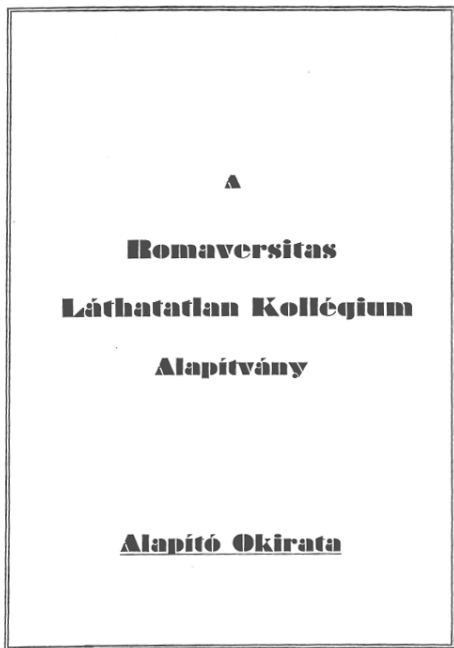 A
Romaversitas
Láthatatlan Kollégium
Alapítvány
Alapító Okirata